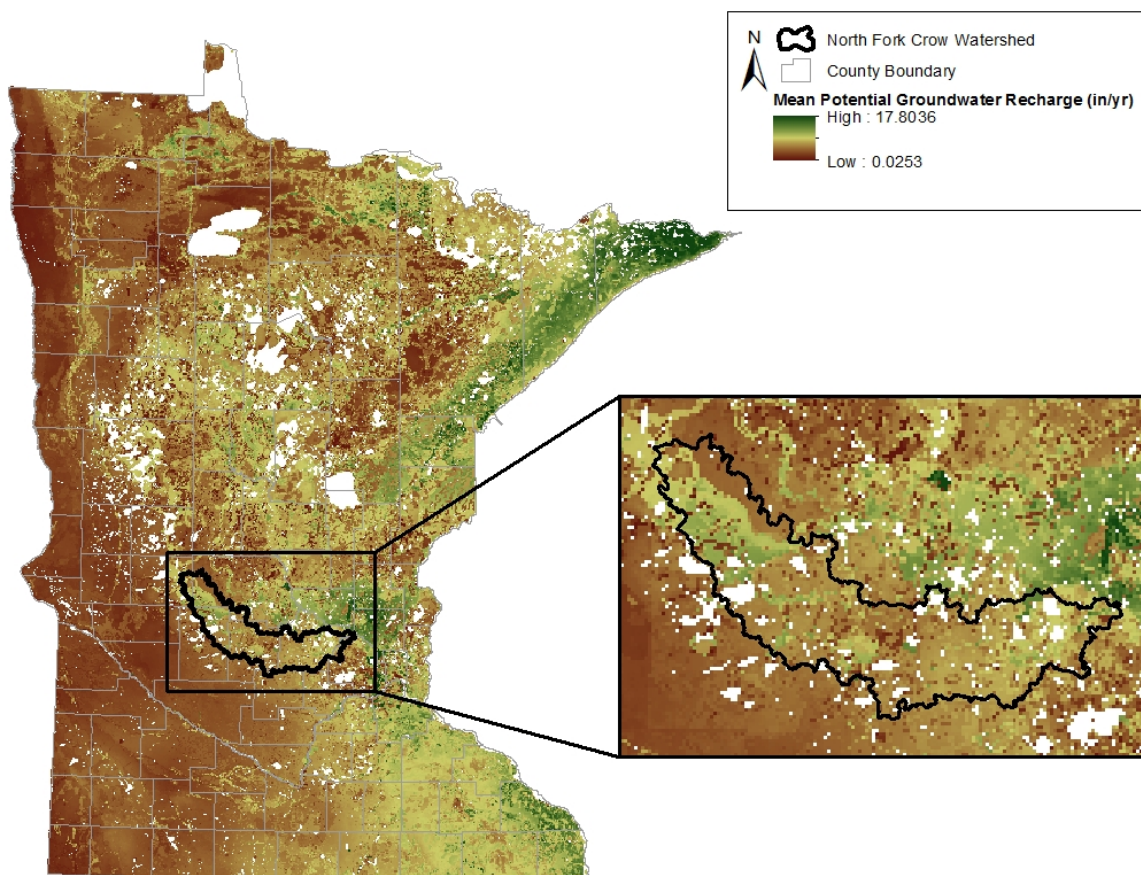 N
North Fork Crow Watershed
County Boundary
Mean Potential Groundwater Recharge (in/yr)
High : 17.8036
Low : 0.0253